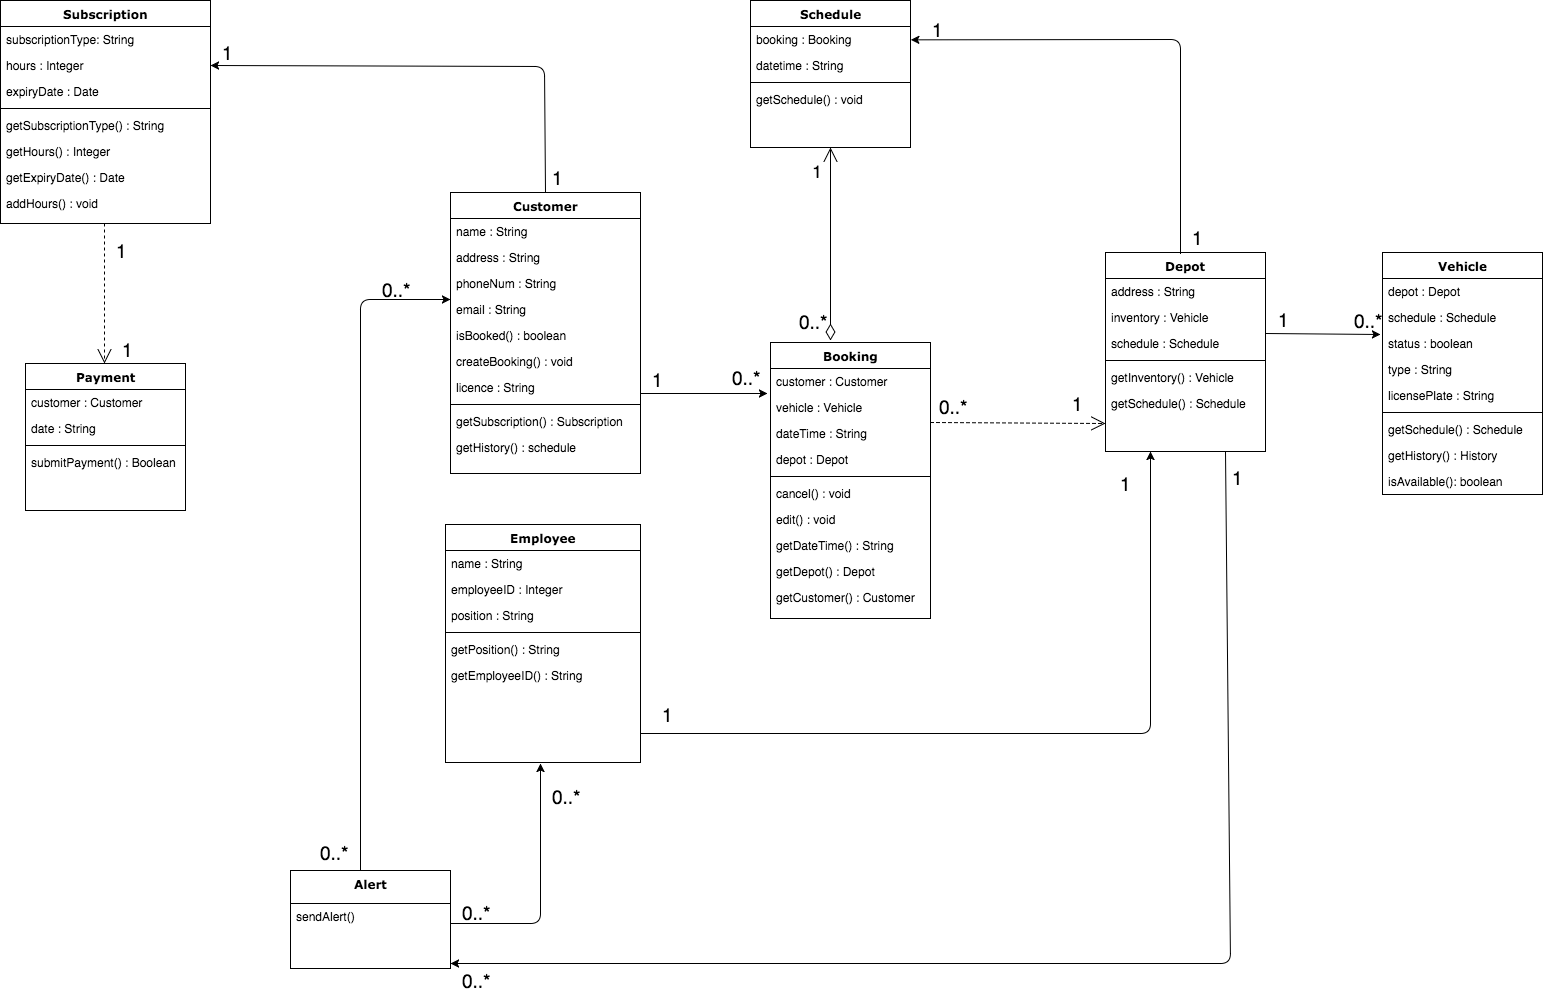 Subscription
subscriptionType: String
hours : Integer
expiryDate : Date
getSubscriptionType() : String
getHours() : Integer
getExpiryDate() : Date
addHours() : void
1
1
1
1
Payment
customer : Customer
date : String
submitPayment() : Boolean
Customer
name : String
address : String
phoneNum : String
email : String
isBooked() : boolean
createBooking() : void
licence : String
getSubscription() : Subscription
getHistory() : schedule
0..*
1
0..*
Schedule
booking : Booking
datetime : String
getSchedule() : void
1
1
1
0..*
Booking
customer : Customer
vehicle : Vehicle
dateTime : String
depot : Depot
cancel() : void
edit() : void
getDateTime() : String
getDepot() : Depot
getCustomer() : Customer
0..*
1
Depot
address : String
inventory : Vehicle
schedule : Schedule
getInventory() : Vehicle
getSchedule() : Schedule
1
0..*
1
1
Vehicle
depot : Depot
schedule : Schedule
status : boolean
type : String
licensePlate : String
getSchedule() : Schedule
getHistory() : History
isAvailable(): boolean
Employee
name : String
employeeID : Integer
position : String
getPosition() : String
getEmployeeID() : String
1
0..*
0..*
Alert
sendAlert()
0..*
0..*